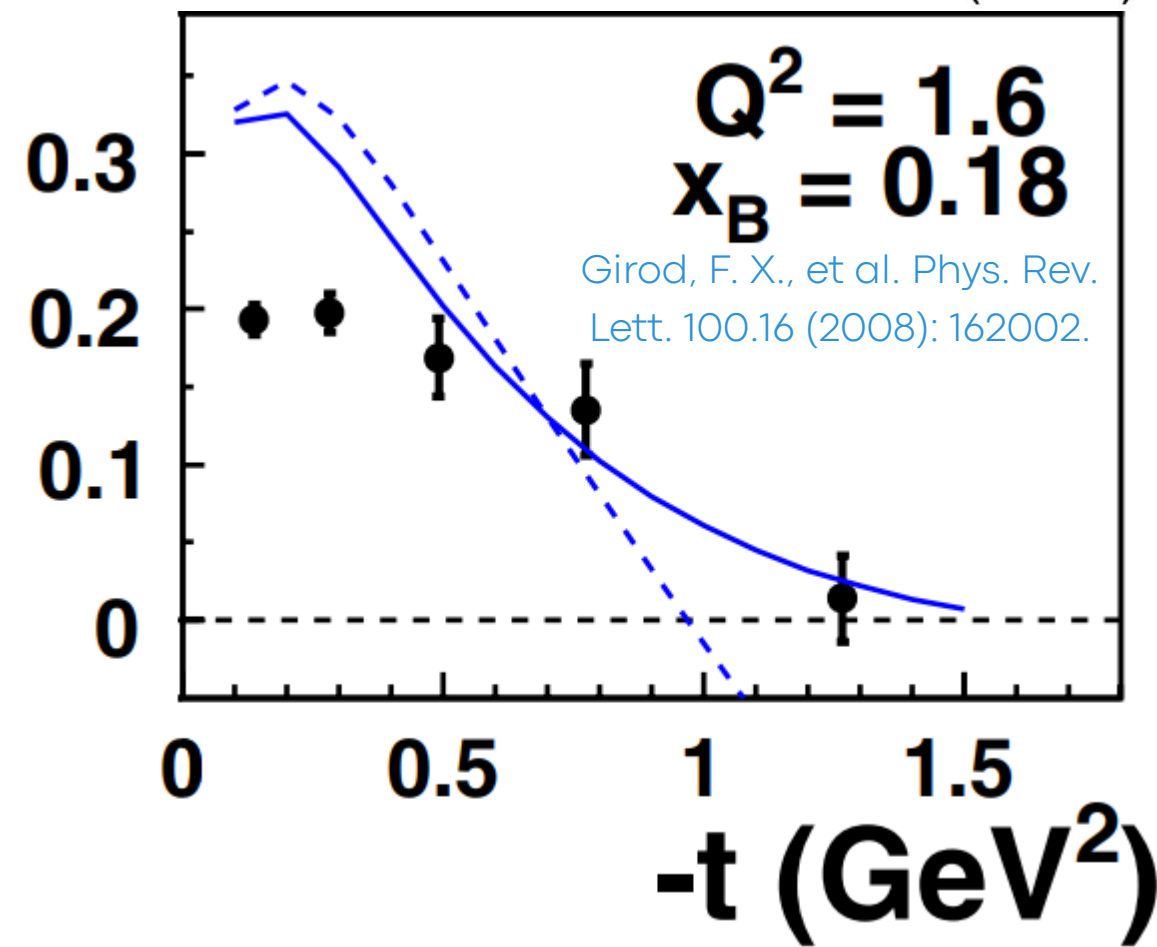 Q² = 1.6
x_B = 0.18
Girod, F. X., et al. Phys. Rev.
Lett. 100.16 (2008): 162002.
0.3
0.2
0.1
0
0 0.5 1 1.5
-t (GeV²)